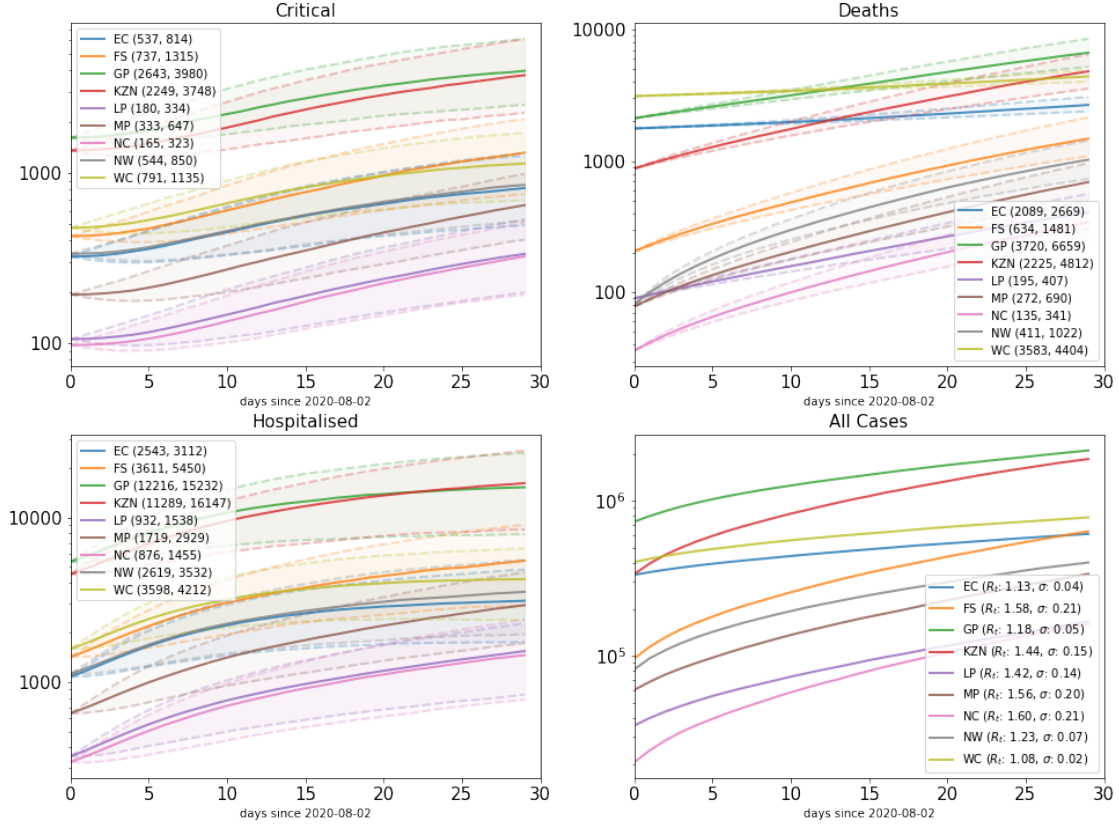 Critical
EC (537, 814)
FS (737, 1315)
GP (2643, 3980)
KZN (2249, 3748)
LP (180, 334)
MP (333, 647)
NC (165, 323)
NW (544, 850)
WC (791, 1135)
1000
100
0 5 10 15 20 25 30
days since 2020-08-02
Deaths
10000
1000
100
EC (2089, 2669)
FS (634, 1481)
GP (3720, 6659)
KZN (2225, 4812)
LP (195, 407)
MP (272, 690)
NC (135, 341)
NW (411, 1022)
WC (3583, 4404)
0 5 10 15 20 25 30
days since 2020-08-02
Hospitalised
EC (2543, 3112)
FS (3611, 5450)
GP (12216, 15232)
KZN (11289, 16147)
LP (932, 1538)
MP (1719, 2929)
NC (876, 1455)
NW (2619, 3532)
WC (3598, 4212)
10000
1000
0 5 10 15 20 25 30
days since 2020-08-02
All Cases
10⁶
10⁵
EC (Rₜ: 1.13, σ: 0.04)
FS (Rₜ: 1.58, σ: 0.21)
GP (Rₜ: 1.18, σ: 0.05)
KZN (Rₜ: 1.44, σ: 0.15)
LP (Rₜ: 1.42, σ: 0.14)
MP (Rₜ: 1.56, σ: 0.20)
NC (Rₜ: 1.60, σ: 0.21)
NW (Rₜ: 1.23, σ: 0.07)
WC (Rₜ: 1.08, σ: 0.02)
0 5 10 15 20 25 30
days since 2020-08-02